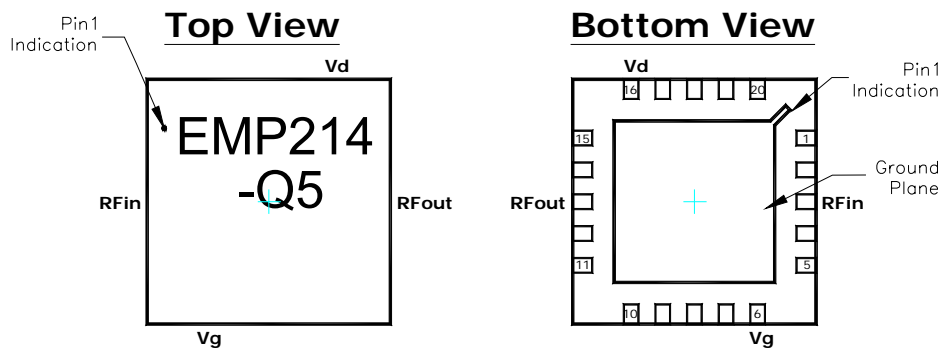 Top View
Pin1
Indication
Vd
EMP214
-Q5
RFin
RFout
Vg
Bottom View
Vd
Pin1
Indication
16
20
15
1
Ground
Plane
RFout
RFin
11
5
10
6
Vg